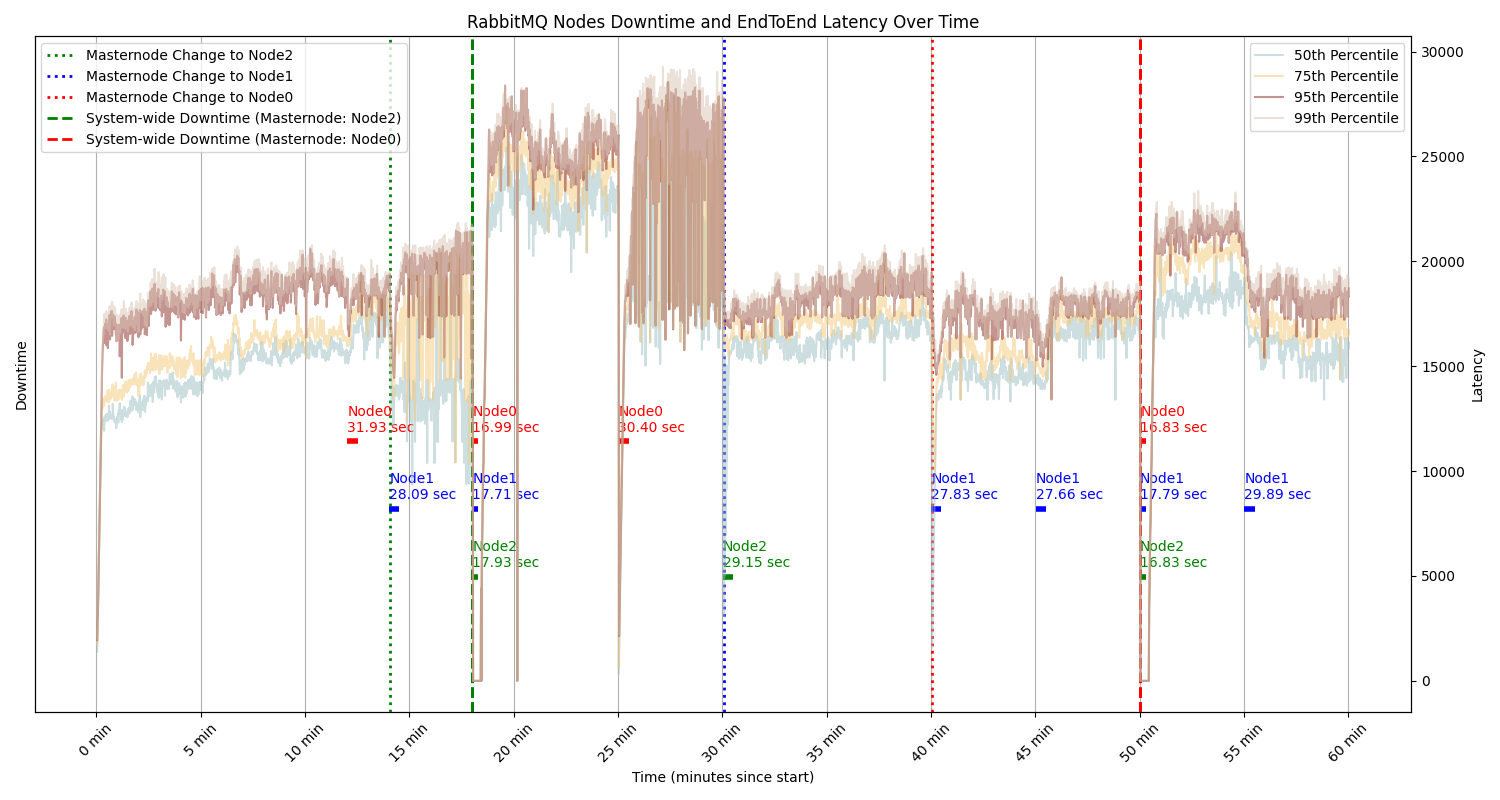 RabbitMQ Nodes Downtime and EndToEnd Latency Over Time
Masternode Change to Node2
Masternode Change to Node1
Masternode Change to Node0
System-wide Downtime (Masternode: Node2)
System-wide Downtime (Masternode: Node0)
50th Percentile
75th Percentile
95th Percentile
99th Percentile
Downtime
Latency
30000
25000
20000
15000
10000
5000
0
Node0
31.93 sec
Node0
16.99 sec
Node0
30.40 sec
Node0
16.83 sec
Node1
28.09 sec
Node1
17.71 sec
Node1
27.83 sec
Node1
27.66 sec
Node1
17.79 sec
Node1
29.89 sec
Node2
17.93 sec
Node2
29.15 sec
Node2
16.83 sec
0 min
5 min
10 min
15 min
20 min
25 min
30 min
35 min
40 min
45 min
50 min
55 min
60 min
Time (minutes since start)